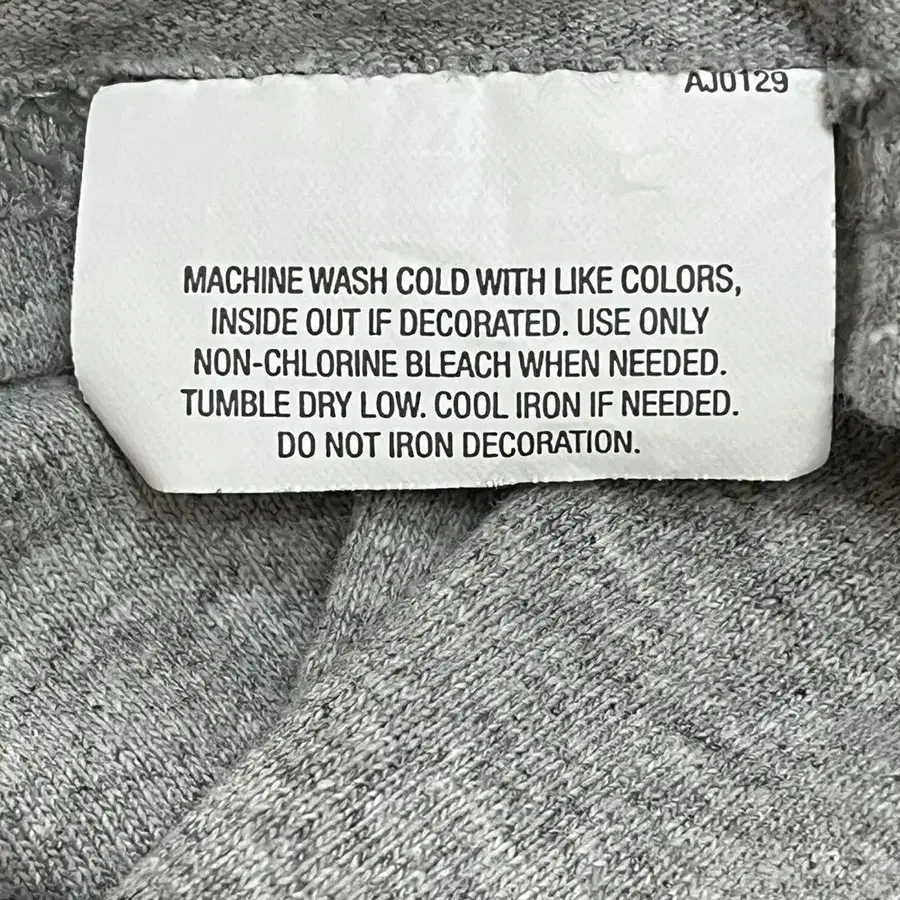 AJ0129
MACHINE WASH COLD WITH LIKE COLORS,
INSIDE OUT IF DECORATED. USE ONLY
NON-CHLORINE BLEACH WHEN NEEDED.
TUMBLE DRY LOW. COOL IRON IF NEEDED.
DO NOT IRON DECORATION.